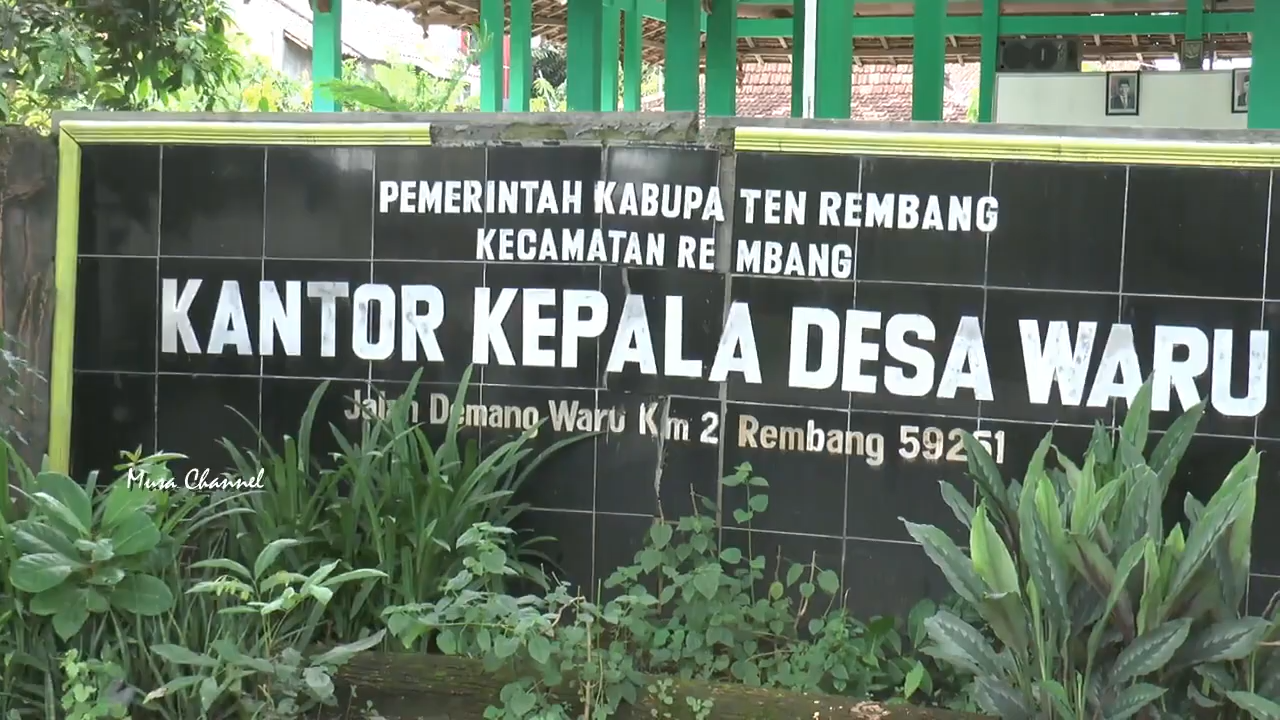 PEMERINTAH KABUPATEN REMBANG
KECAMATAN REMBANG
KANTOR KEPALA DESA WARU
Jalan Demang Waru Km 2 Rembang 59251
Musa Channel